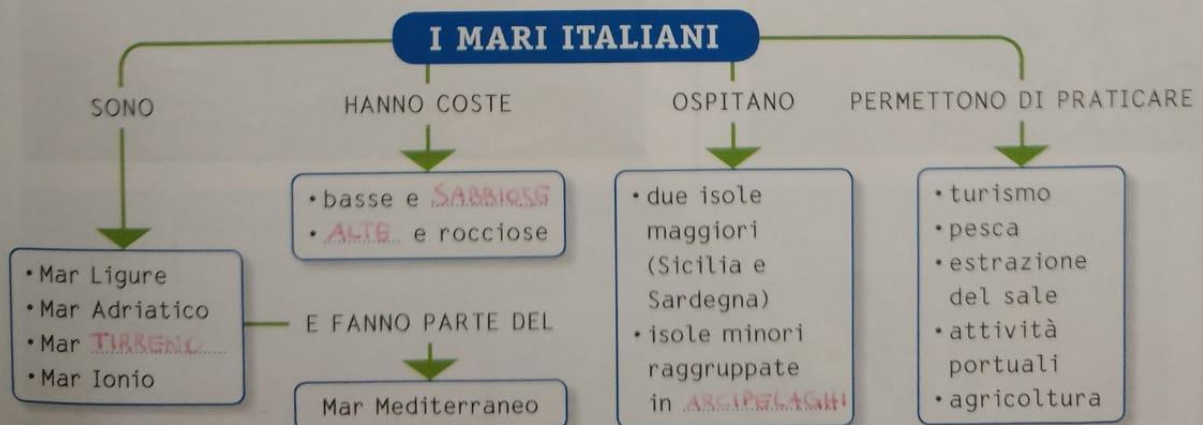 I MARI ITALIANI
SONO
HANNO COSTE
OSPITANO
PERMETTONO DI PRATICARE
• Mar Ligure
• Mar Adriatico
• Mar TIRRENO
• Mar Ionio
• basse e SABBIOSE
• ALTE e rocciose
E FANNO PARTE DEL
Mar Mediterraneo
• due isole
maggiori
(Sicilia e
Sardegna)
• isole minori
raggruppate
in ARCIPELAGHI
• turismo
• pesca
• estrazione
del sale
• attività
portuali
• agricoltura